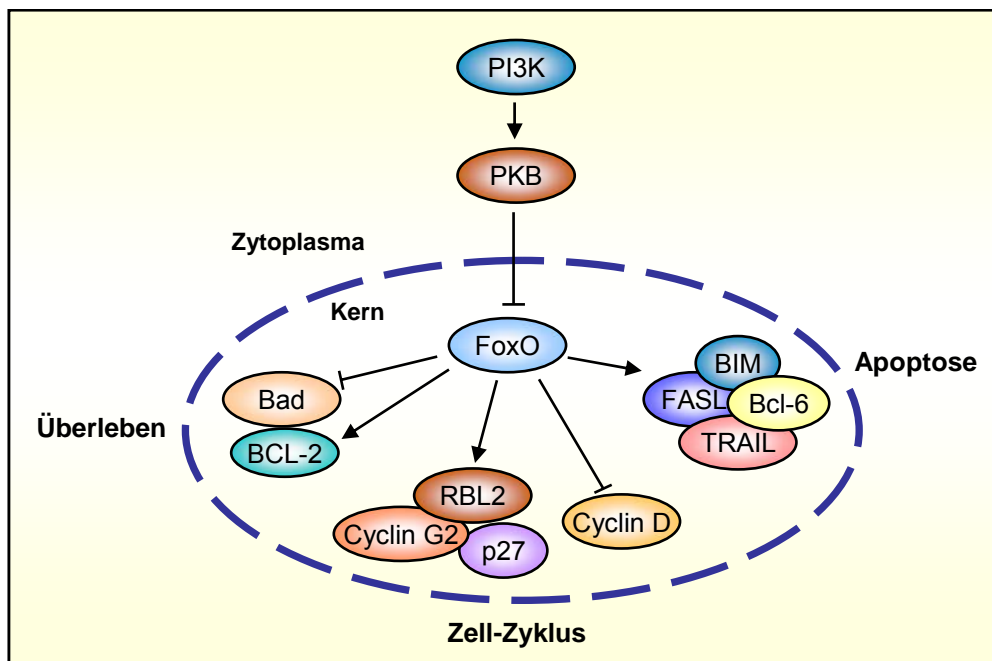 PI3K
PKB
Zytoplasma
Kern
FoxO
BIM
Apoptose
Bad
FASL
Bcl-6
Überleben
BCL-2
TRAIL
RBL2
Cyclin G2
Cyclin D
p27
Zell-Zyklus